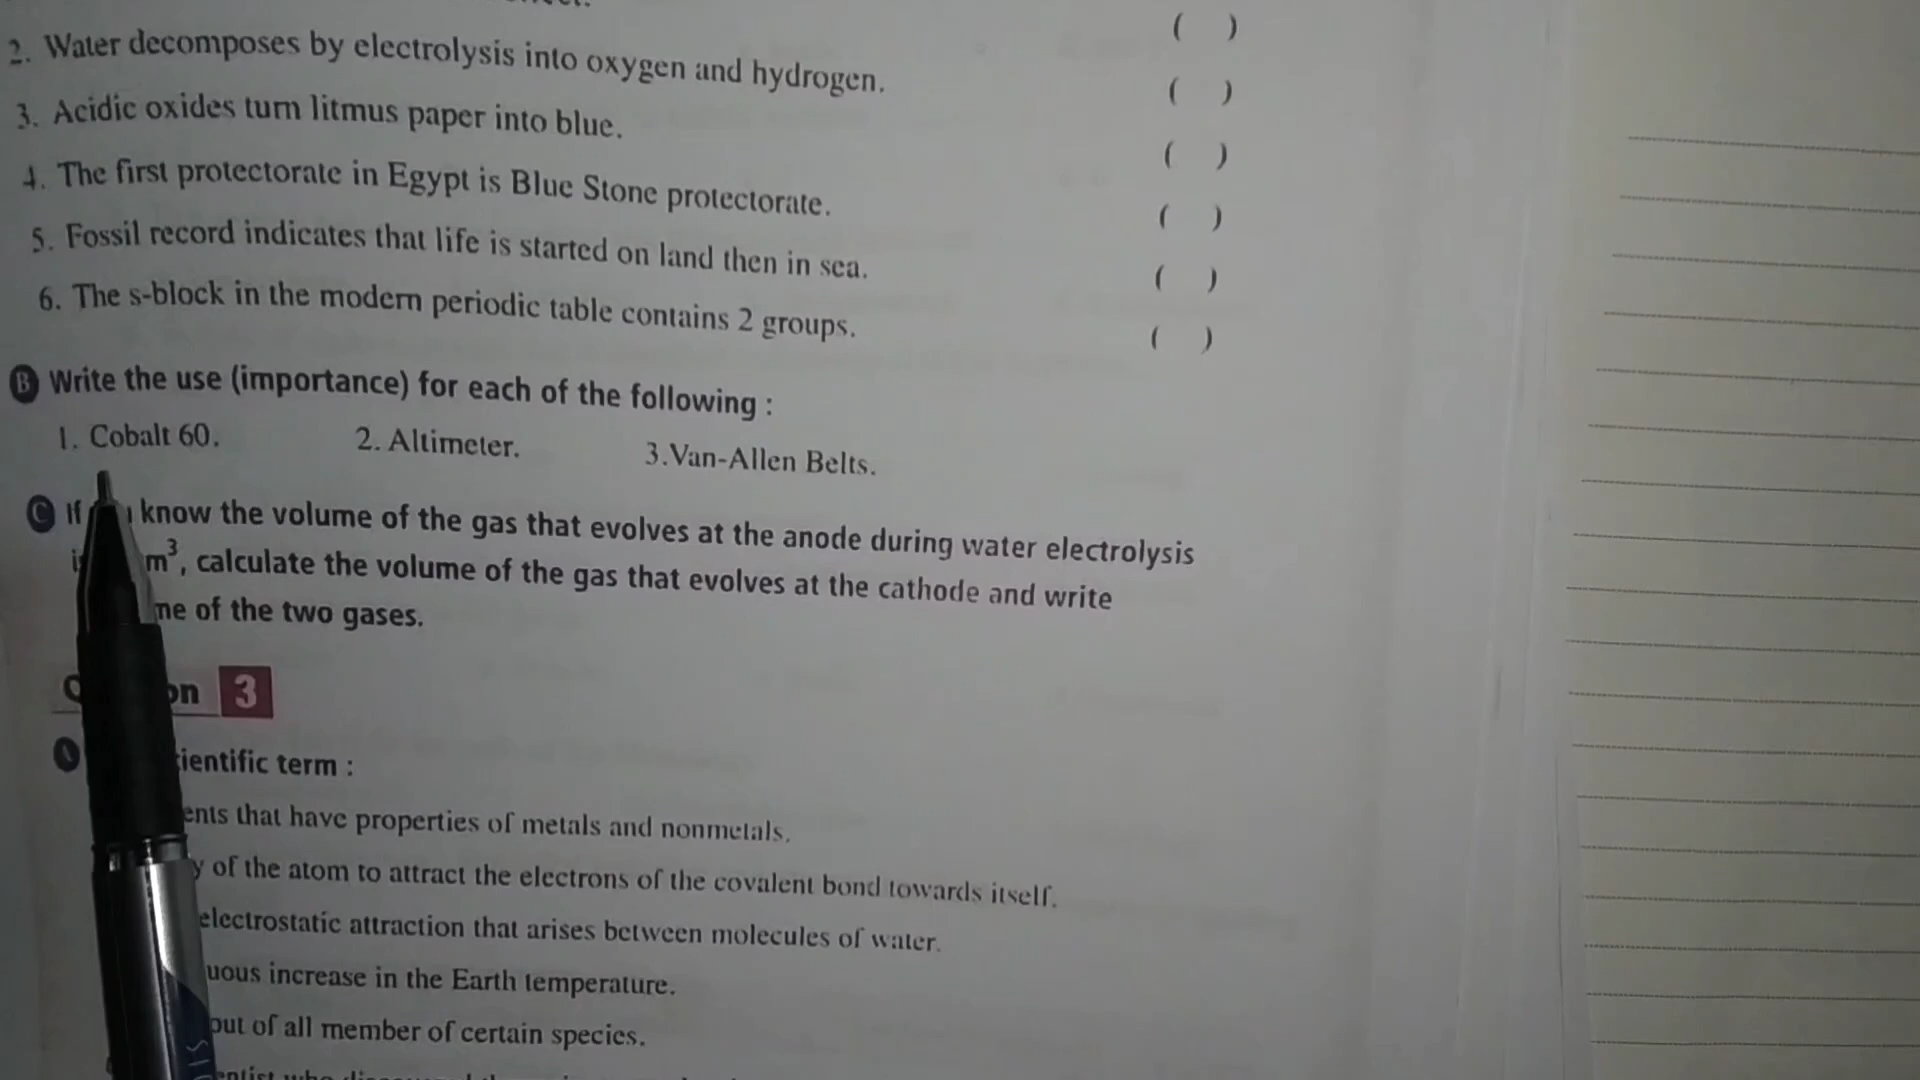 2. Water decomposes by electrolysis into oxygen and hydrogen. ( )
3. Acidic oxides turn litmus paper into blue. ( )
4. The first protectorate in Egypt is Blue Stone protectorate. ( )
5. Fossil record indicates that life is started on land then in sea. ( )
6. The s-block in the modern periodic table contains 2 groups. ( )
( )
B Write the use (importance) for each of the following :
1. Cobalt 60. 2. Altimeter. 3.Van-Allen Belts.
C If know the volume of the gas that evolves at the anode during water electrolysis
m³, calculate the volume of the gas that evolves at the cathode and write
of the two gases.
3
term :
that have properties of metals and nonmetals.
of the atom to attract the electrons of the covalent bond towards itself.
electrostatic attraction that arises between molecules of water.
increase in the Earth temperature.
out of all member of certain species.